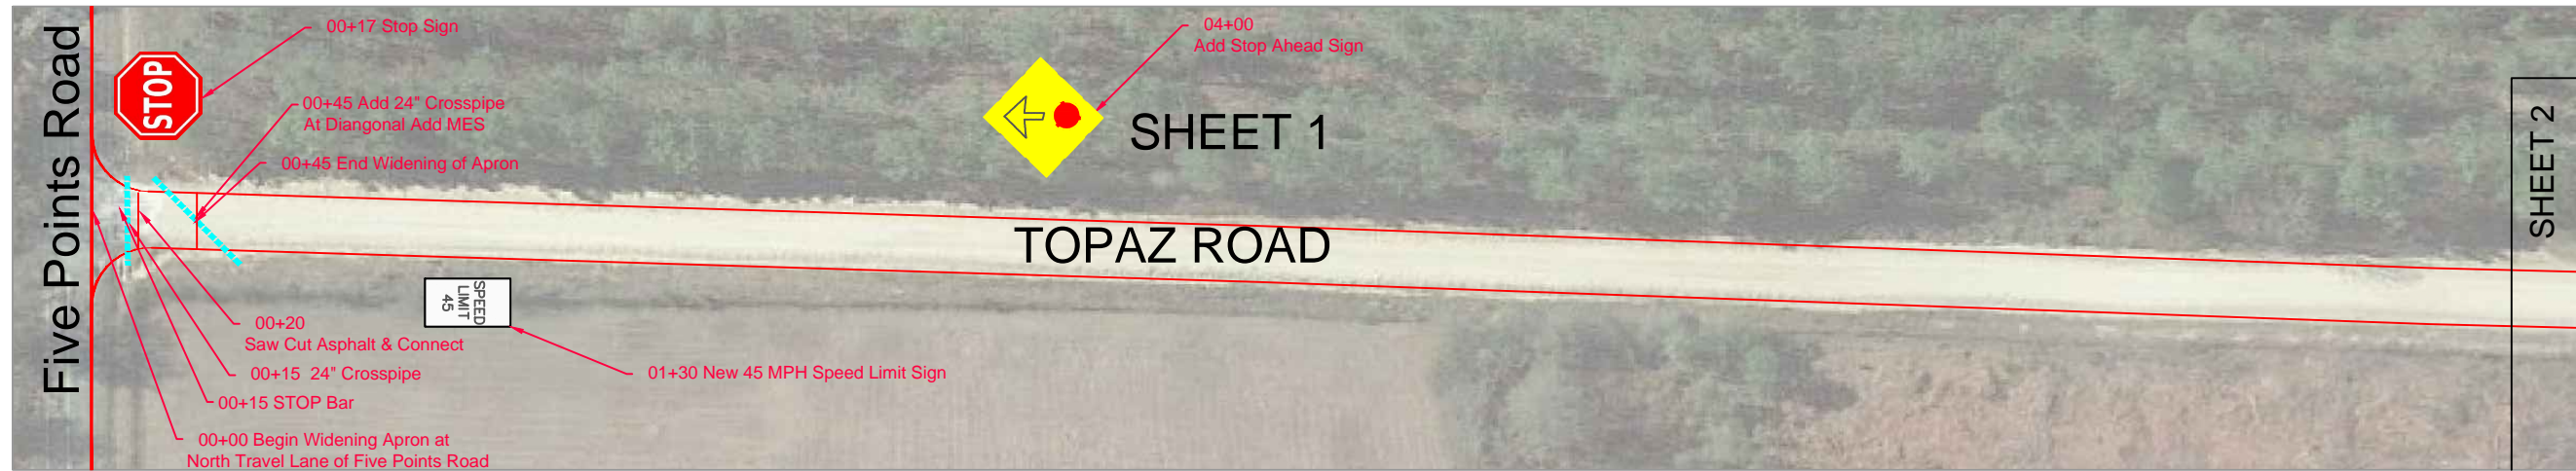 Five Points Road
STOP
00+17 Stop Sign
00+45 Add 24" Crosspipe
At Diangonal Add MES
00+45 End Widening of Apron
04+00
Add Stop Ahead Sign
SHEET 1
TOPAZ ROAD
SHEET 2
SPEED
LIMIT
45
00+20
Saw Cut Asphalt & Connect
00+15 24" Crosspipe
00+15 STOP Bar
00+00 Begin Widening Apron at
North Travel Lane of Five Points Road
01+30 New 45 MPH Speed Limit Sign